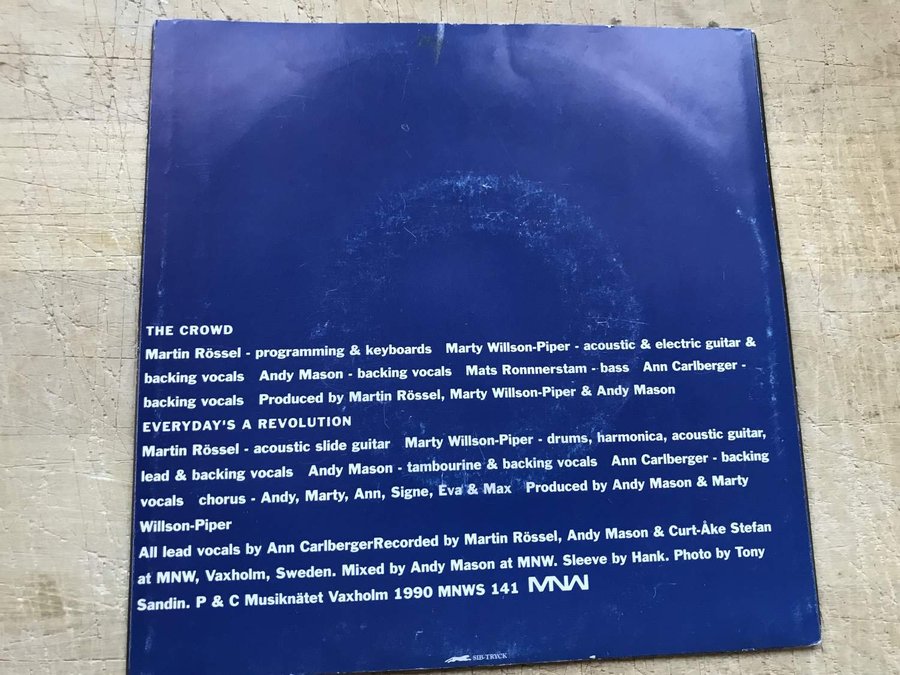 THE CROWD
Martin Rössel - programming & keyboards Marty Willson-Piper - acoustic & electric guitar &
backing vocals Andy Mason - backing vocals Mats Ronnnerstam - bass Ann Carlberger -
backing vocals Produced by Martin Rössel, Marty Willson-Piper & Andy Mason
EVERYDAY'S A REVOLUTION
Martin Rössel - acoustic slide guitar Marty Willson-Piper - drums, harmonica, acoustic guitar,
lead & backing vocals Andy Mason - tambourine & backing vocals Ann Carlberger - backing
vocals chorus - Andy, Marty, Ann, Signe, Eva & Max Produced by Andy Mason & Marty
Willson-Piper
All lead vocals by Ann CarlbergerRecorded by Martin Rössel, Andy Mason & Curt-Åke Stefan
at MNW, Vaxholm, Sweden. Mixed by Andy Mason at MNW. Sleeve by Hank. Photo by Tony
Sandin. P & C Musiknätet Vaxholm 1990 MNWS 141 MNW
SIB-TRYCK